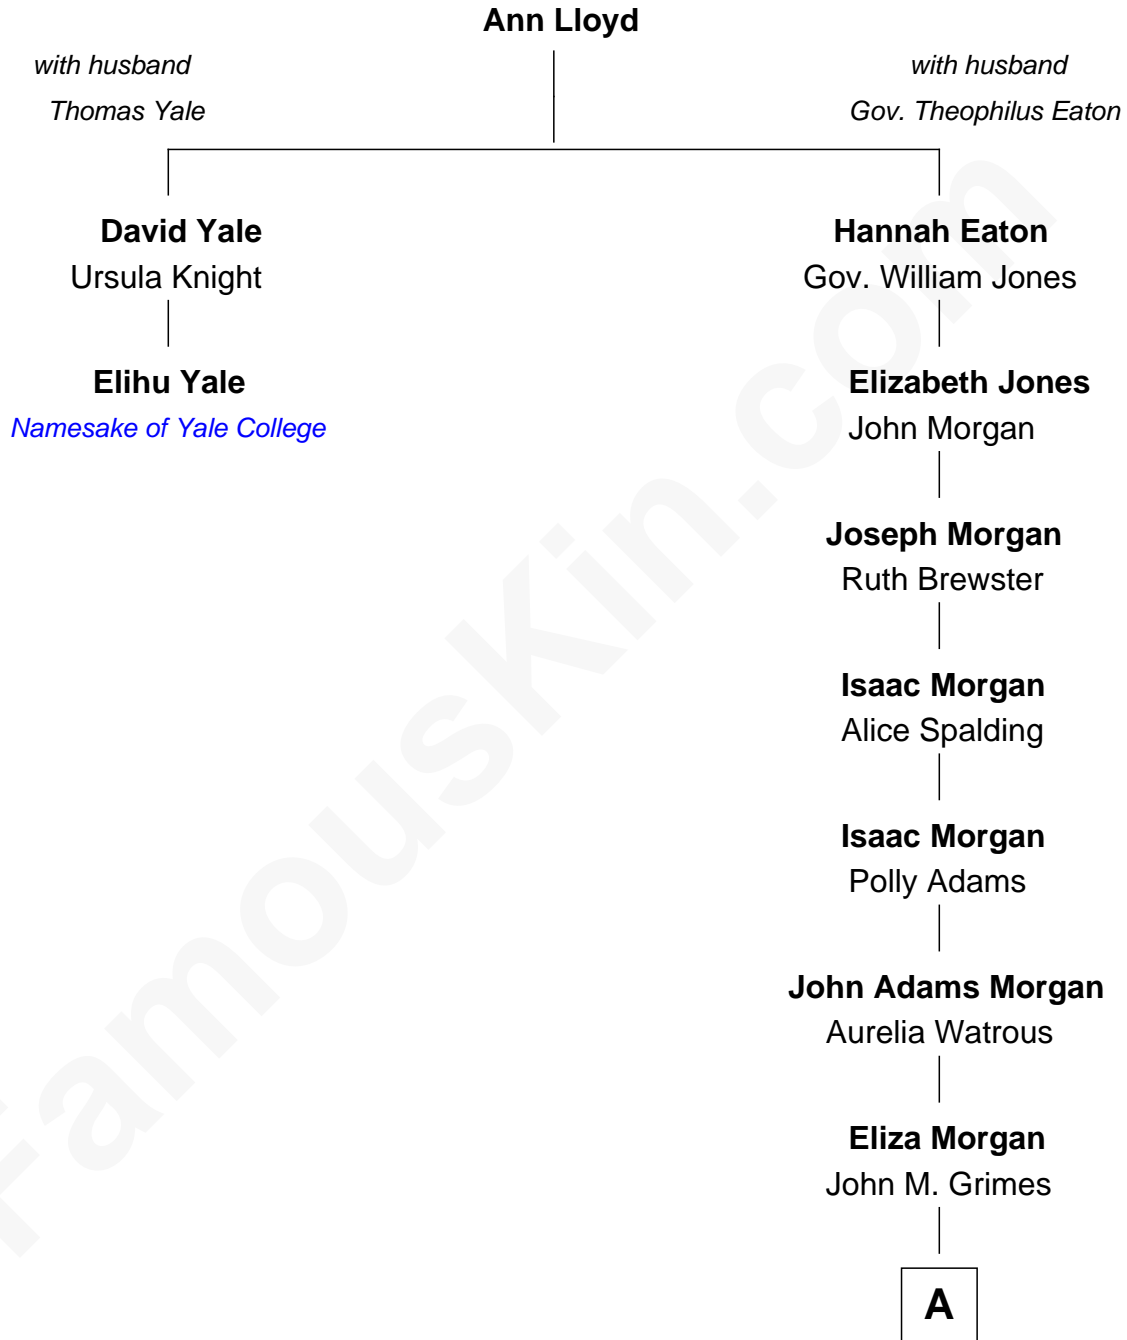 Ann Lloyd
with husband
Thomas Yale
with husband
Gov. Theophilus Eaton
David Yale
Ursula Knight
Elihu Yale
Namesake of Yale College
Hannah Eaton
Gov. William Jones
Elizabeth Jones
John Morgan
Joseph Morgan
Ruth Brewster
Isaac Morgan
Alice Spalding
Isaac Morgan
Polly Adams
John Adams Morgan
Aurelia Watrous
Eliza Morgan
John M. Grimes
A
FamousKin.com